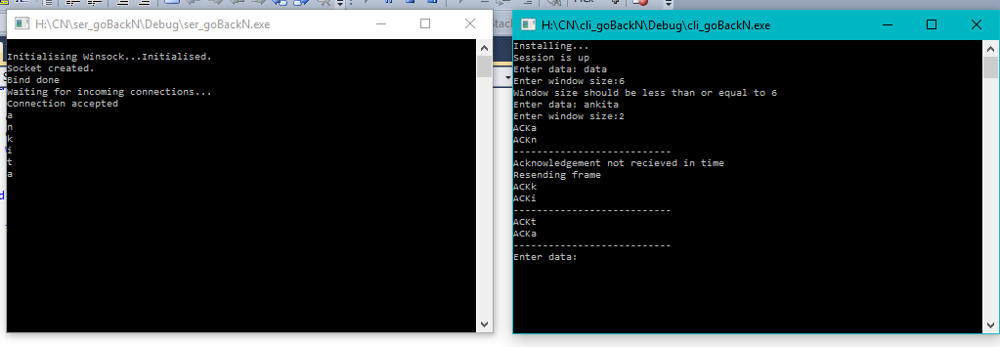 H:\CN\ser_goBackN\Debug\ser_goBackN.exe
Initialising Winsock...Initialised.
Socket created.
Bind done
Waiting for incoming connections...
Connection accepted
a
n
k
i
t
a
H:\CN\cli_goBackN\Debug\cli_goBackN.exe
Installing...
Session is up
Enter data: data
Enter window size:6
Window size should be less than or equal to 6
Enter data: ankita
Enter window size:2
ACKa
ACKn
---------------------------
Acknowledgement not recieved in time
Resending frame
ACKk
ACKi
---------------------------
ACKt
ACKa
---------------------------
Enter data: